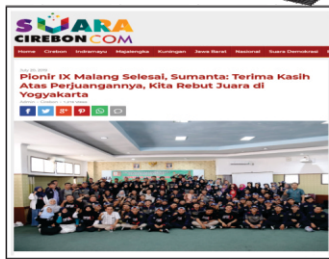 SUARA
CIREBON COM
Home Cirebon Indramayu Majalengka Kuningan Jawa Barat Nasional Suara Demokrasi
Pionir IX Malang Selesai, Sumanta: Terima Kasih
Atas Perjuangannya, Kita Rebut Juara di
Yogyakarta